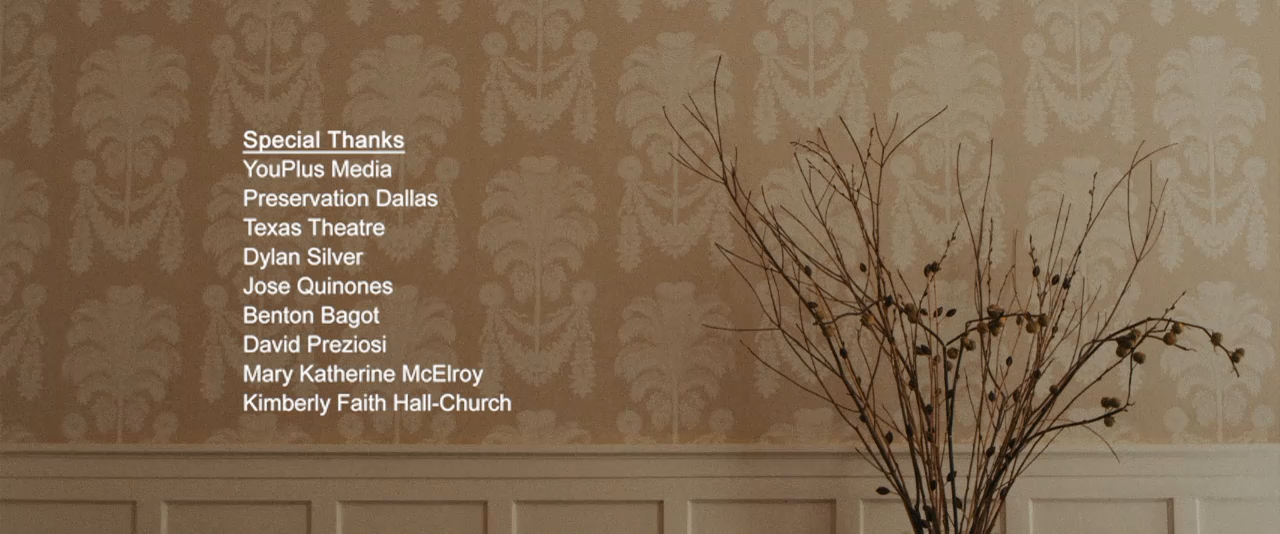 Special Thanks
YouPlus Media
Preservation Dallas
Texas Theatre
Dylan Silver
Jose Quinones
Benton Bagot
David Preziosi
Mary Katherine McElroy
Kimberly Faith Hall-Church